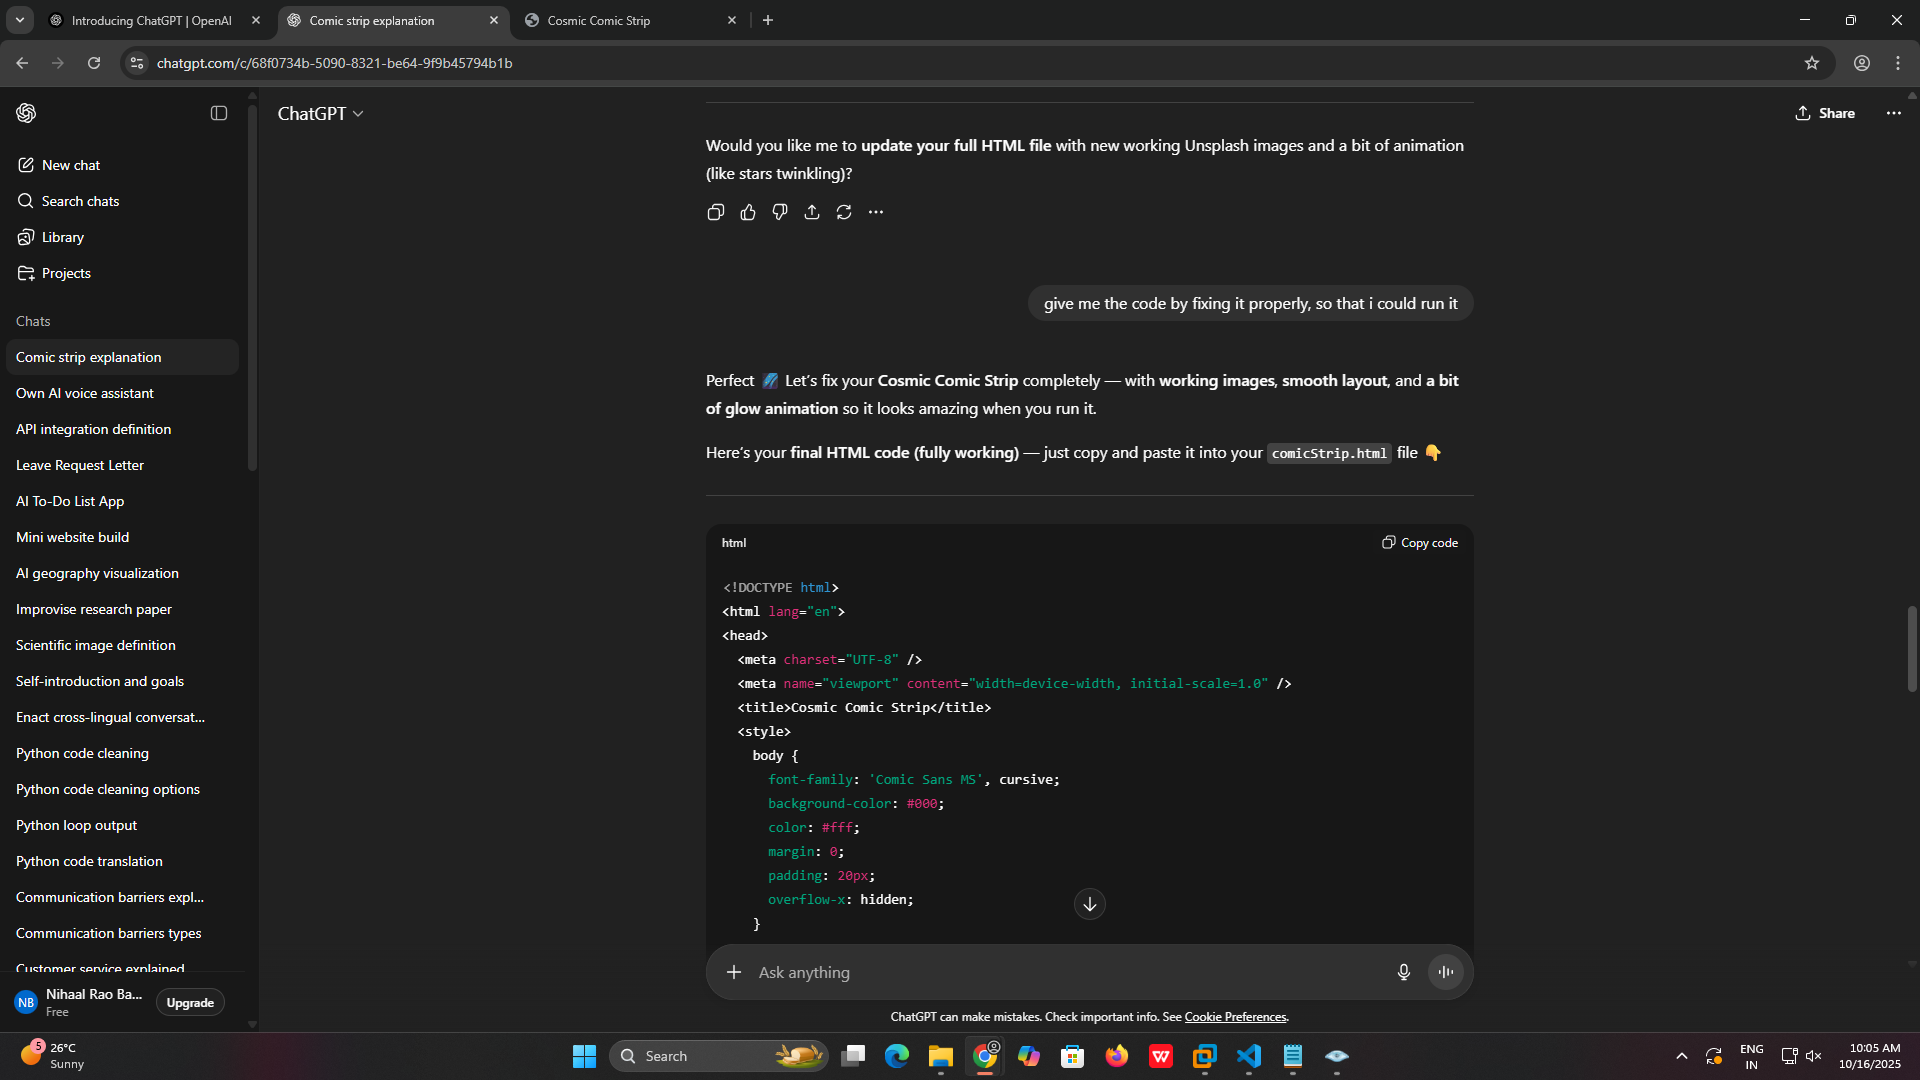 Introducing ChatGPT | OpenAI
Comic strip explanation
Cosmic Comic Strip
chatgpt.com/c/68f0734b-5090-8321-be64-9f9b45794b1b
ChatGPT
Share
New chat
Search chats
Library
Projects
Chats
Comic strip explanation
Own AI voice assistant
API integration definition
Leave Request Letter
AI To-Do List App
Mini website build
AI geography visualization
Improvise research paper
Scientific image definition
Self-introduction and goals
Enact cross-lingual conversat...
Python code cleaning
Python code cleaning options
Python loop output
Python code translation
Communication barriers expl...
Communication barriers types
Customer service explained
NB
Nihaal Rao Ba...
Free
Upgrade
Would you like me to update your full HTML file with new working Unsplash images and a bit of animation
(like stars twinkling)?
give me the code by fixing it properly, so that i could run it
Perfect 🌌 Let's fix your Cosmic Comic Strip completely — with working images, smooth layout, and a bit
of glow animation so it looks amazing when you run it.
Here's your final HTML code (fully working) — just copy and paste it into your comicStrip.html file 👇
html
Copy code
<!DOCTYPE html>
<html lang="en">
<head>
  <meta charset="UTF-8" />
  <meta name="viewport" content="width=device-width, initial-scale=1.0" />
  <title>Cosmic Comic Strip</title>
  <style>
    body {
      font-family: 'Comic Sans MS', cursive;
      background-color: #000;
      color: #fff;
      margin: 0;
      padding: 20px;
      overflow-x: hidden;
    }
Ask anything
ChatGPT can make mistakes. Check important info. See Cookie Preferences.
5
26°C
Sunny
Search
W
ENG
IN
10:05 AM
10/16/2025